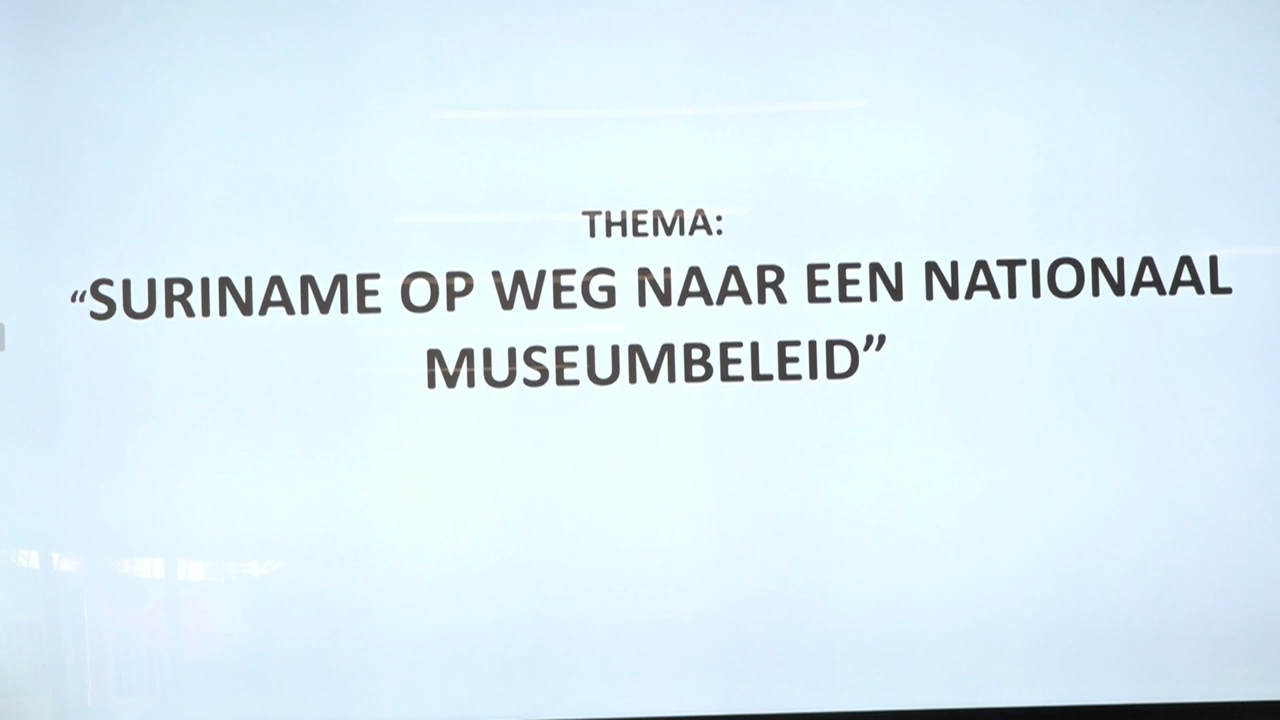 THEMA:
“SURINAME OP WEG NAAR EEN NATIONAAL
MUSEUMBELEID”